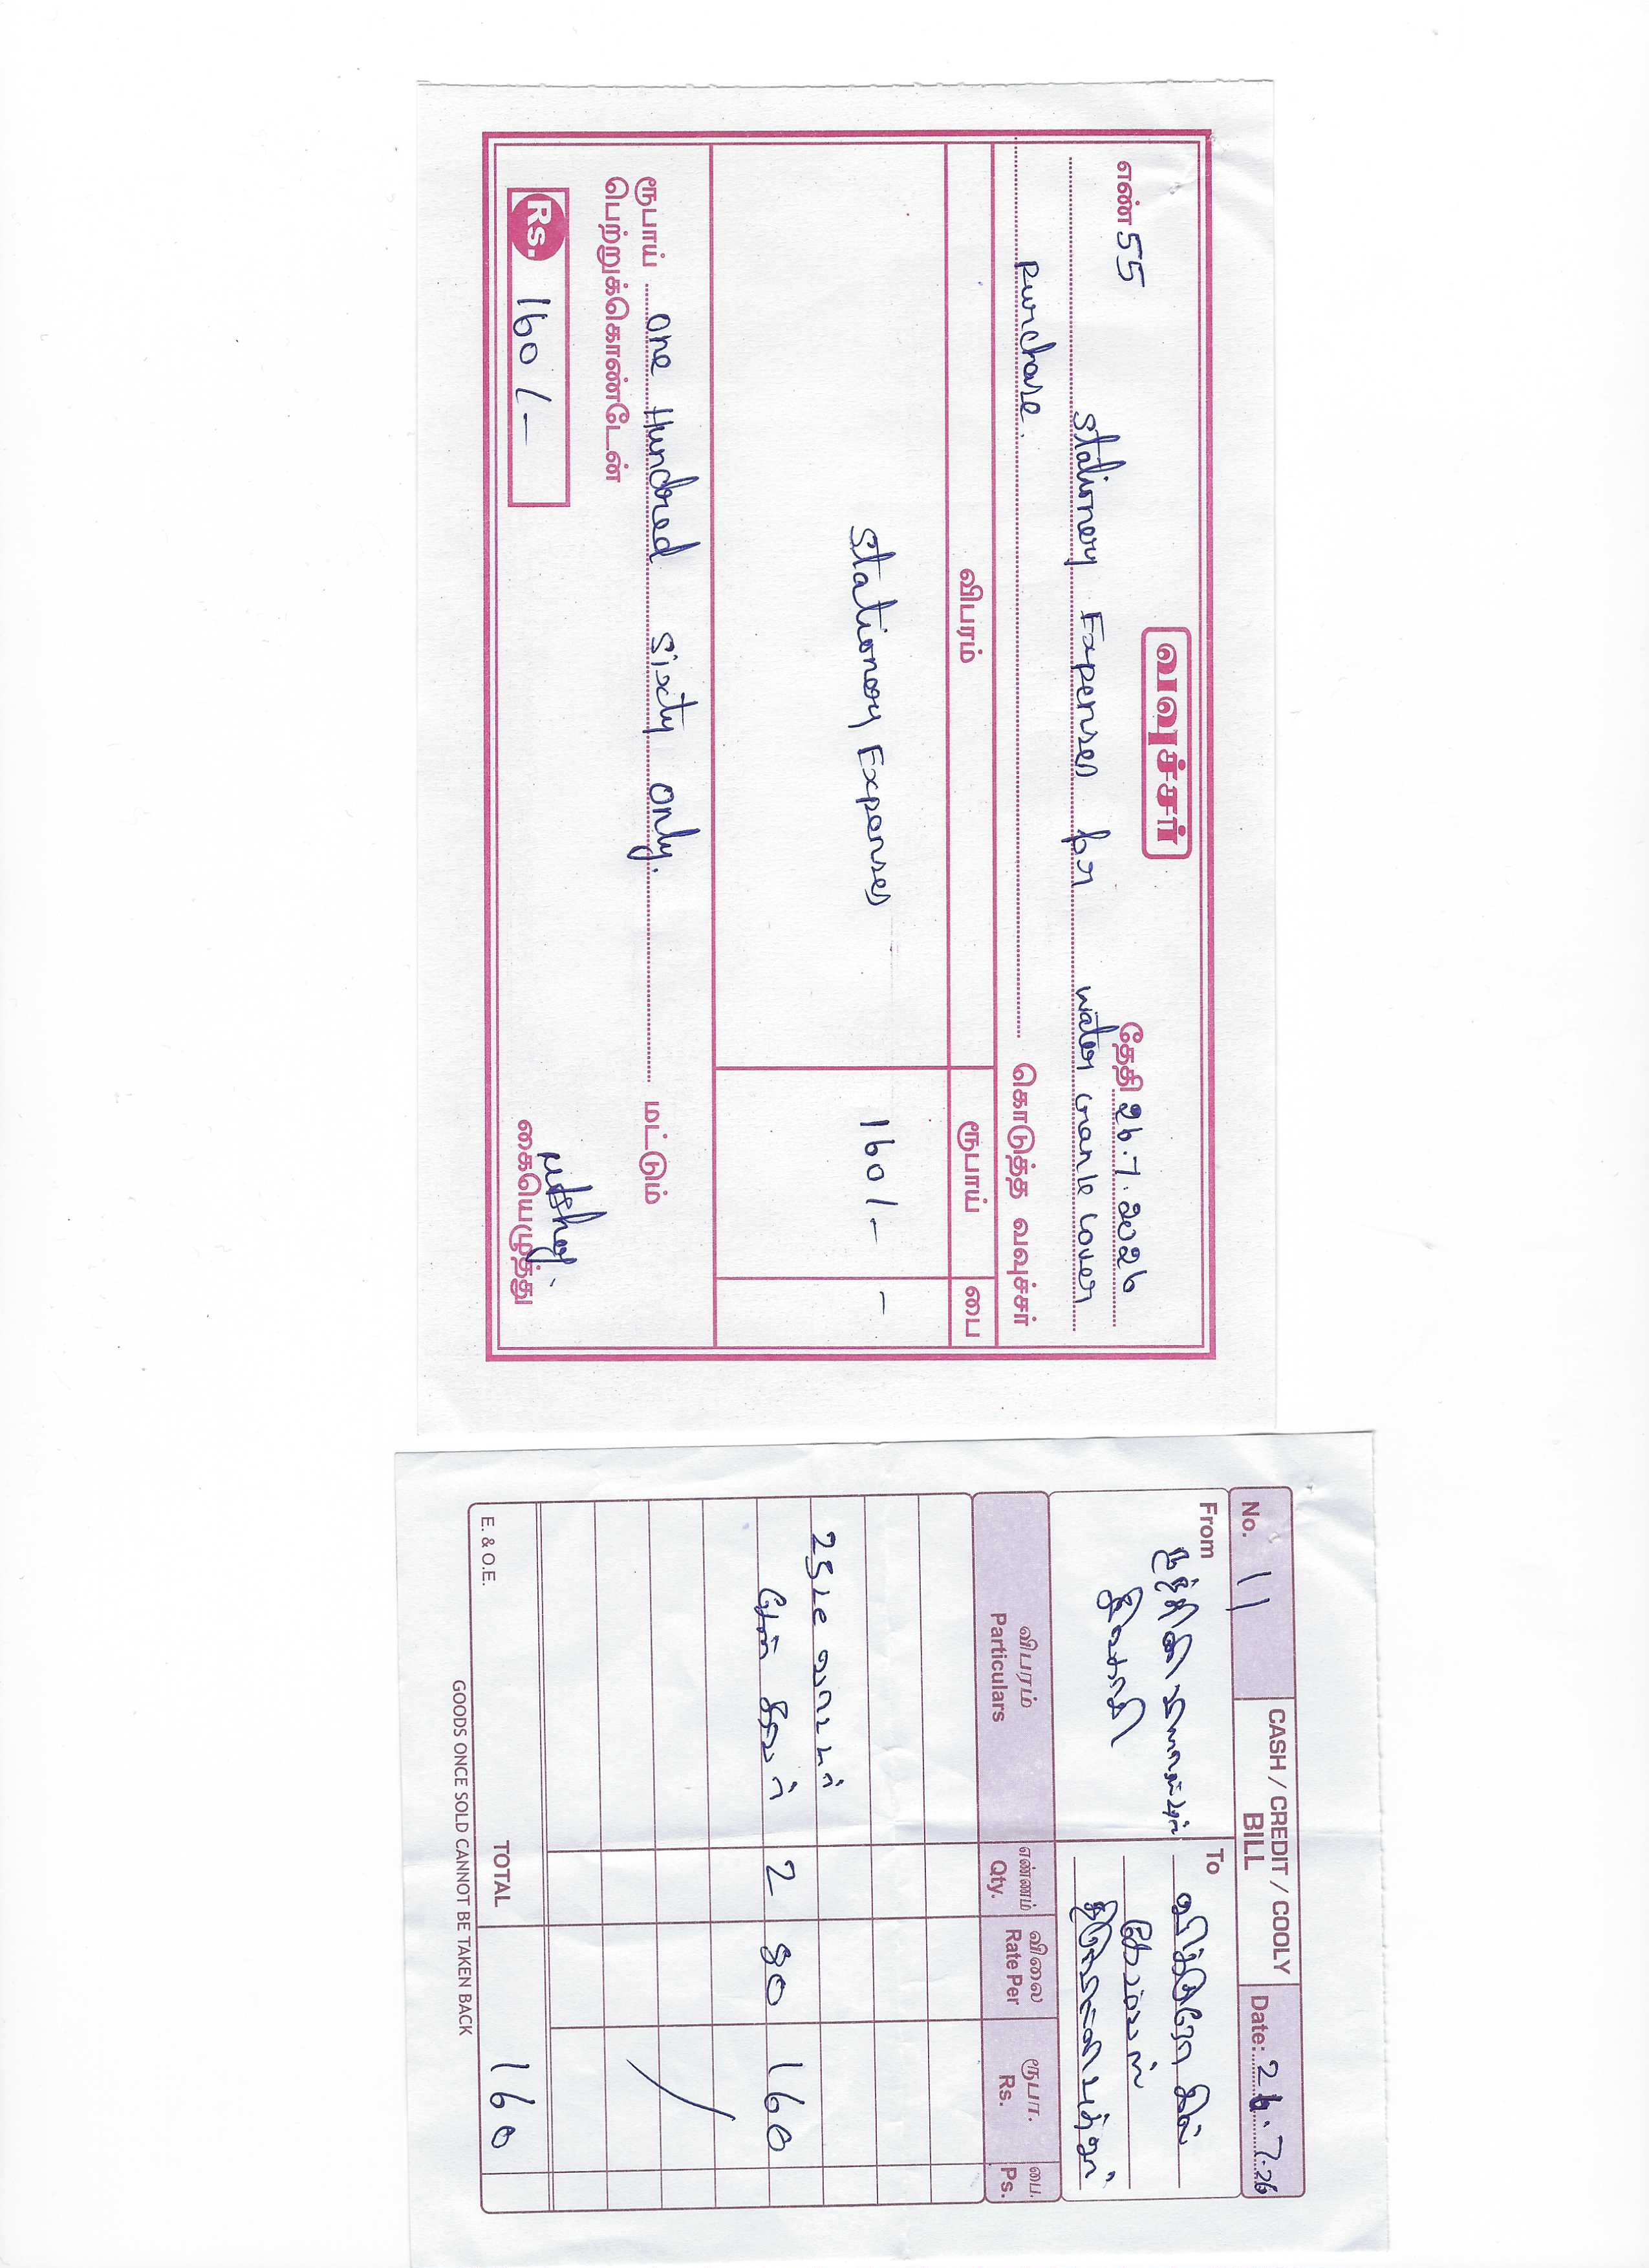 வவுச்சர்
எண் 55
தேதி 26.7.2026
Stationery Expenses for water canle cover
purchase.
கொடுத்த வவுச்சர்
விபரம் ரூபாய் பை
Stationery Expenses 160/- -
ரூபாய் one Hundred Sixty only. மட்டும்
பெற்றுக்கொண்டேன்
Rs. 160/-
கையெழுத்து
No. 11 CASH / CREDIT / COOLY BILL Date: 26.7.26
From
To
விபரம் எண்ணம் விலை ரூபா. பை.
Particulars Qty. Rate Per Rs. Ps.
வாட்டர்
கேன் கவர் 2 80 160
TOTAL 160
E. & O.E.
GOODS ONCE SOLD CANNOT BE TAKEN BACK